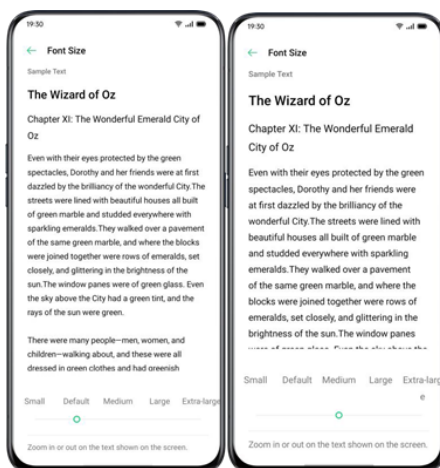 19:30
Font Size
Sample Text
The Wizard of Oz
Chapter XI: The Wonderful Emerald City of
Oz
Even with their eyes protected by the green
spectacles, Dorothy and her friends were at first
dazzled by the brilliancy of the wonderful City.The
streets were lined with beautiful houses all built
of green marble and studded everywhere with
sparkling emeralds.They walked over a pavement
of the same green marble, and where the blocks
were joined together were rows of emeralds, set
closely, and glittering in the brightness of the
sun.The window panes were of green glass. Even
the sky above the City had a green tint, and the
rays of the sun were green.
There were many people—men, women, and
children—walking about, and these were all
dressed in green clothes and had greenish
Small Default Medium Large Extra-large
Zoom in or out on the text shown on the screen.
19:30
Font Size
Sample Text
The Wizard of Oz
Chapter XI: The Wonderful Emerald
City of Oz
Even with their eyes protected by the green
spectacles, Dorothy and her friends were
at first dazzled by the brilliancy of the
wonderful City.The streets were lined with
beautiful houses all built of green marble
and studded everywhere with sparkling
emeralds.They walked over a pavement
of the same green marble, and where the
blocks were joined together were rows of
emeralds, set closely, and glittering in the
brightness of the sun.The window panes
were of green glass. Even the sky above the
Small Default Medium Large Extra-larg
e
Zoom in or out on the text shown on the screen.